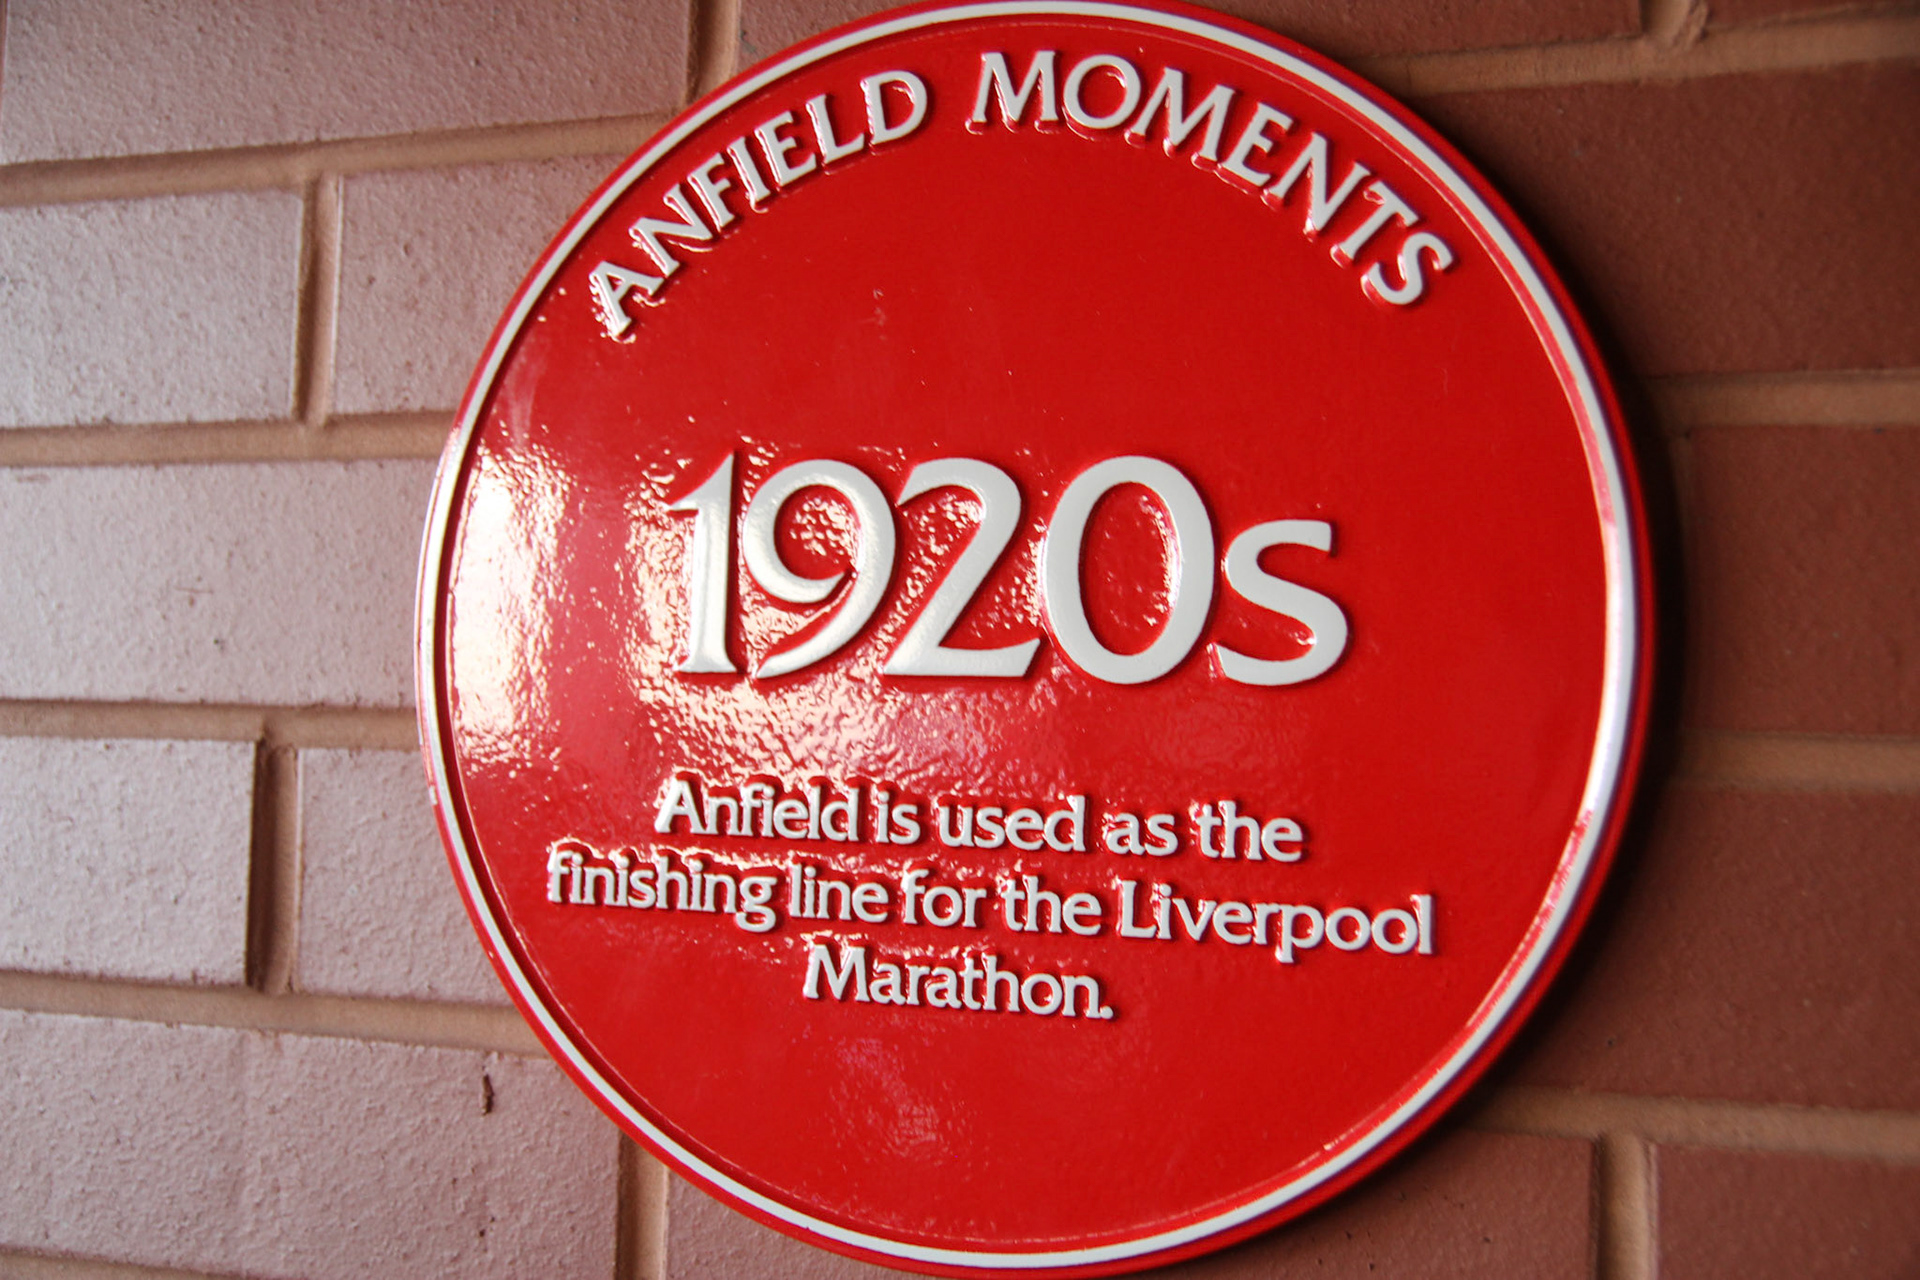 ANFIELD MOMENTS
1920s
Anfield is used as the
finishing line for the Liverpool
Marathon.